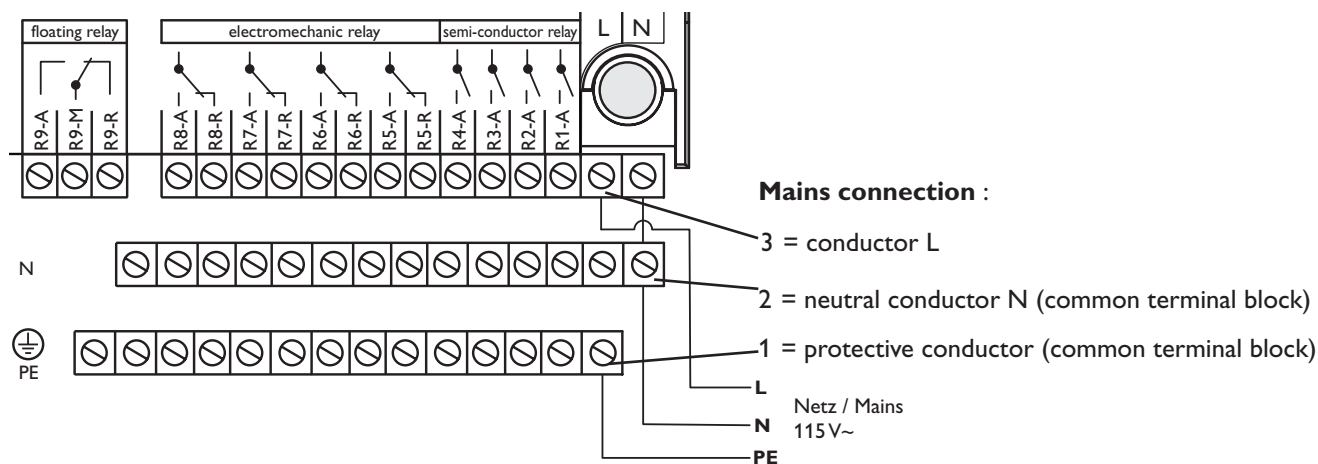 floating relay electromechanic relay semi-conductor relay L N
R9-A R9-M R9-R R8-A R8-R R7-A R7-R R6-A R6-R R5-A R5-R R4-A R3-A R2-A R1-A
Mains connection :
3 = conductor L
N
2 = neutral conductor N (common terminal block)
1 = protective conductor (common terminal block)
PE
L
Netz / Mains
N
115 V~
PE